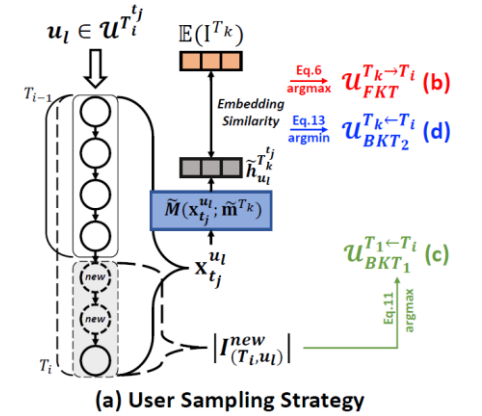 u_l ∈ 𝒰^{T_i^{t_j}}
𝔼(I^{T_k})
T_{i-1}
Embedding
Similarity
Eq.6
argmax
𝒰_{FKT}^{T_k→T_i} (b)
Eq.13
argmin
𝒰_{BKT_2}^{T_k←T_i} (d)
h̃_{u_l}^{T_k^{t_j}}
M̃(x_{t_j}^{u_l}; m̃^{T_k})
x_{t_j}^{u_l}
new
new
𝒰_{BKT_1}^{T_1←T_i} (c)
Eq.11
argmax
|I_{(T_i,u_l)}^{new}|
T_i
(a) User Sampling Strategy